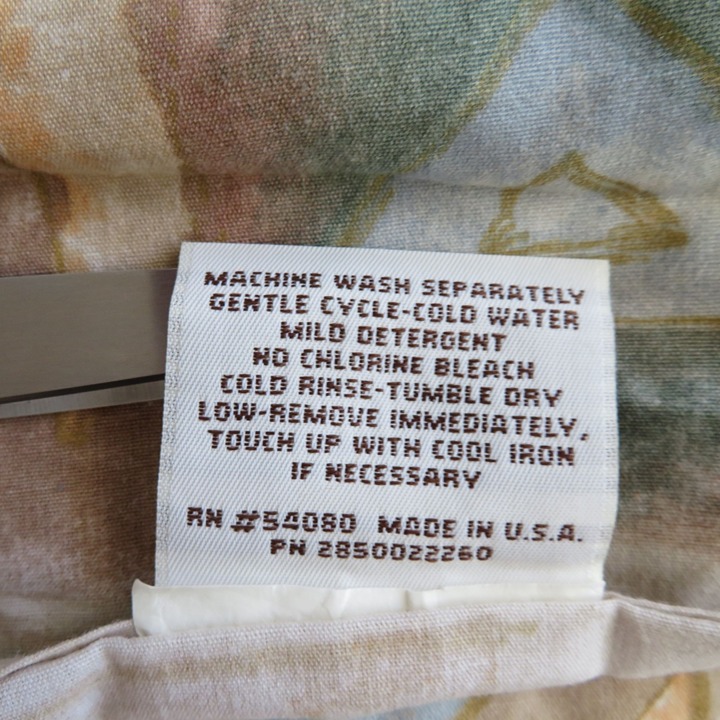 MACHINE WASH SEPARATELY
GENTLE CYCLE-COLD WATER
MILD DETERGENT
NO CHLORINE BLEACH
COLD RINSE-TUMBLE DRY
LOW-REMOVE IMMEDIATELY,
TOUCH UP WITH COOL IRON
IF NECESSARY
RN #54080 MADE IN U.S.A.
PN 2850022260